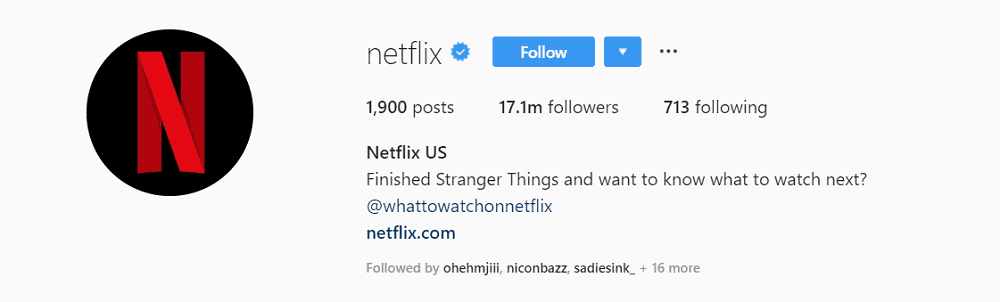 N
netflix Follow
1,900 posts 17.1m followers 713 following
Netflix US
Finished Stranger Things and want to know what to watch next?
@whattowatchonnetflix
netflix.com
Followed by ohehmjiii, niconbazz, sadiesink_ + 16 more